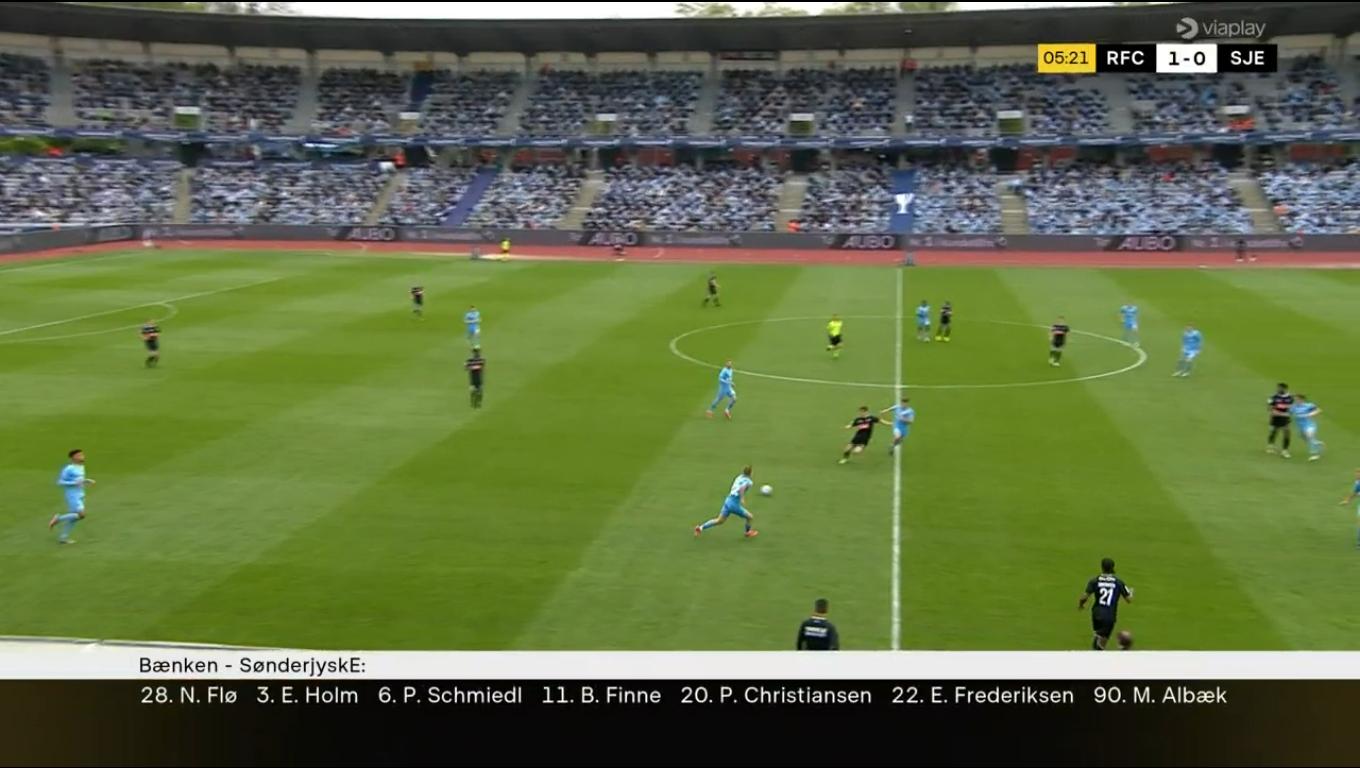 viaplay
05:21 RFC 1-0 SJE
AUBO AUBO AUBO AUBO
21
Bænken - SønderjyskE:
28. N. Flø 3. E. Holm 6. P. Schmiedl 11. B. Finne 20. P. Christiansen 22. E. Frederiksen 90. M. Albæk